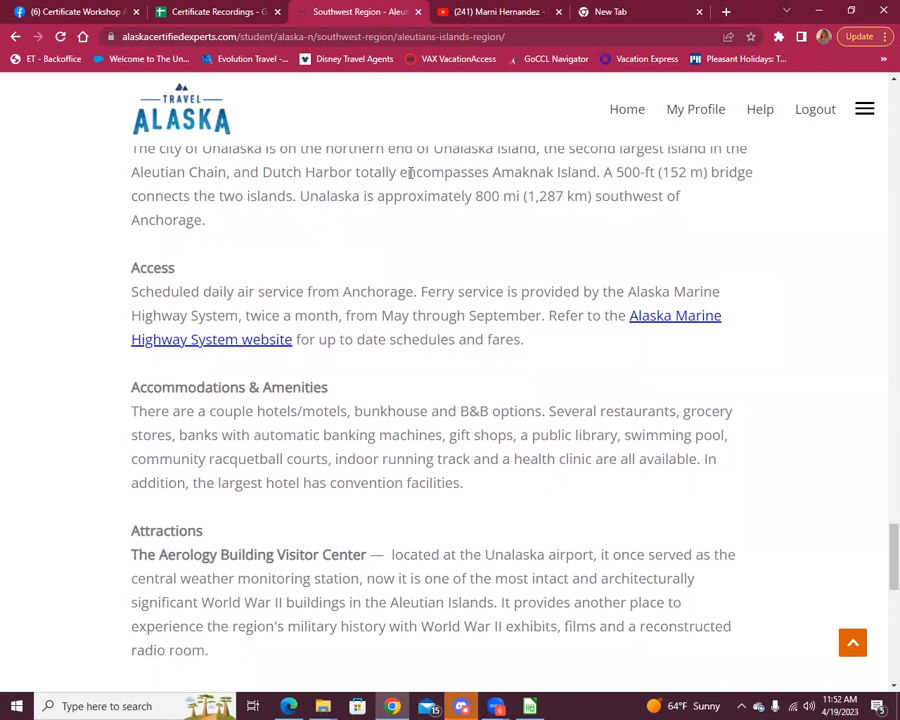 (6) Certificate Workshop A
Certificate Recordings - G
Southwest Region - Aleut
(241) Marni Hernandez -
New Tab
alaskacertifiedexperts.com/student/alaska-n/southwest-region/aleutians-islands-region/
Update
ET - Backoffice
Welcome to The Un...
Evolution Travel -...
Disney Travel Agents
VAX VacationAccess
GoCCL Navigator
Vacation Express
Pleasant Holidays: T...
TRAVEL
ALASKA
Home
My Profile
Help
Logout
The city of Unalaska is on the northern end of Unalaska Island, the second largest island in the
Aleutian Chain, and Dutch Harbor totally encompasses Amaknak Island. A 500-ft (152 m) bridge
connects the two islands. Unalaska is approximately 800 mi (1,287 km) southwest of
Anchorage.
Access
Scheduled daily air service from Anchorage. Ferry service is provided by the Alaska Marine
Highway System, twice a month, from May through September. Refer to the Alaska Marine
Highway System website for up to date schedules and fares.
Accommodations & Amenities
There are a couple hotels/motels, bunkhouse and B&B options. Several restaurants, grocery
stores, banks with automatic banking machines, gift shops, a public library, swimming pool,
community racquetball courts, indoor running track and a health clinic are all available. In
addition, the largest hotel has convention facilities.
Attractions
The Aerology Building Visitor Center — located at the Unalaska airport, it once served as the
central weather monitoring station, now it is one of the most intact and architecturally
significant World War II buildings in the Aleutian Islands. It provides another place to
experience the region's military history with World War II exhibits, films and a reconstructed
radio room.
Type here to search
15
6
64°F Sunny
11:52 AM
4/19/2023
5